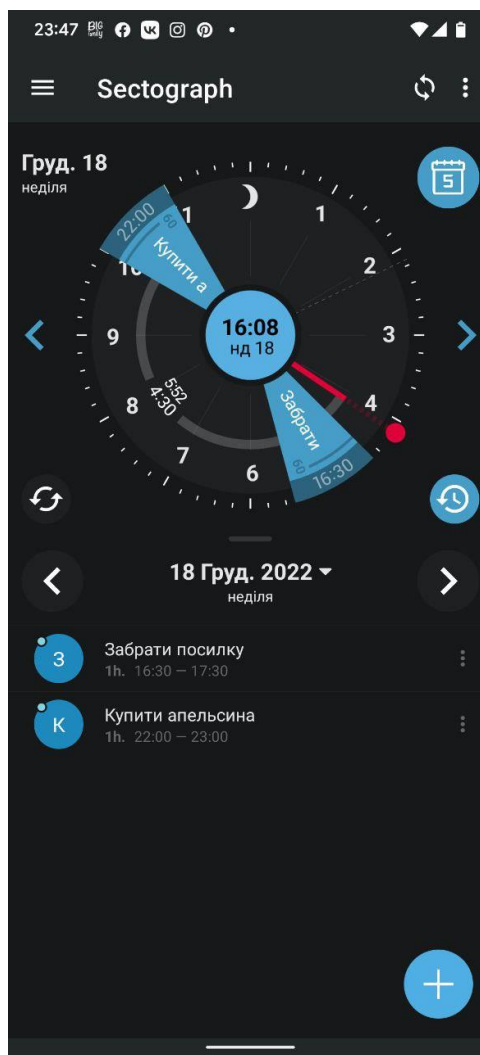 23:47
Sectograph
Груд. 18
неділя
5
22:00
60
Купити а
1
1
2
3
4
6
7
8
9
10
16:08
нд 18
5:52
4:30
Забрати
60
16:30
18 Груд. 2022
неділя
З
Забрати посилку
1h. 16:30 — 17:30
К
Купити апельсина
1h. 22:00 — 23:00